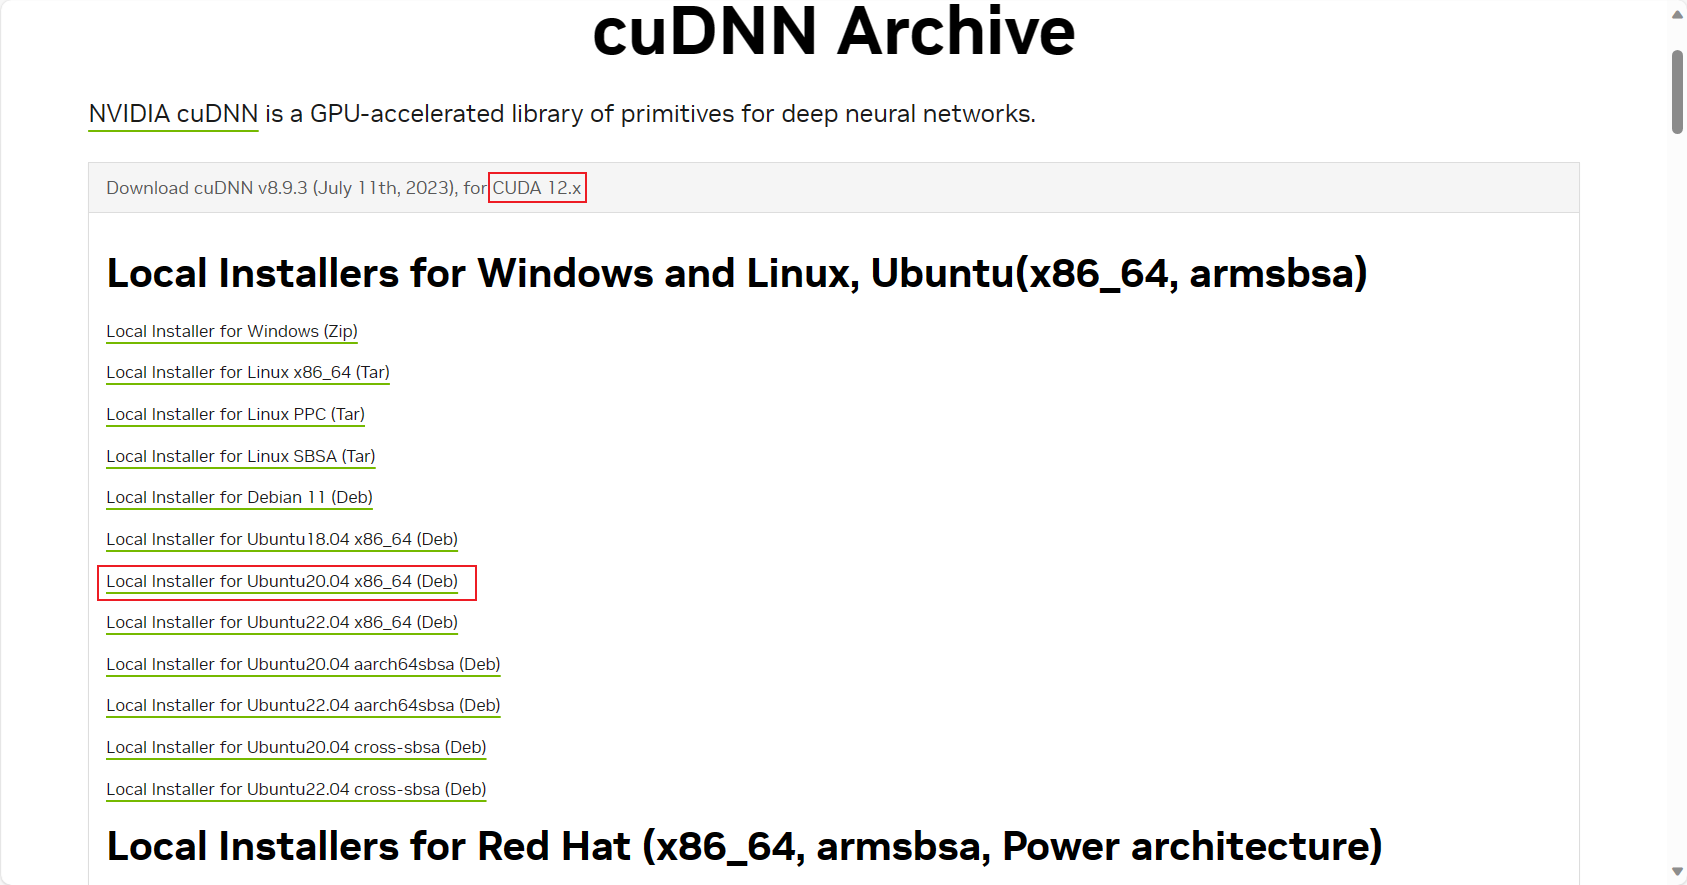 cuDNN Archive
NVIDIA cuDNN is a GPU-accelerated library of primitives for deep neural networks.
Download cuDNN v8.9.3 (July 11th, 2023), for CUDA 12.x
Local Installers for Windows and Linux, Ubuntu(x86_64, armsbsa)
Local Installer for Windows (Zip)
Local Installer for Linux x86_64 (Tar)
Local Installer for Linux PPC (Tar)
Local Installer for Linux SBSA (Tar)
Local Installer for Debian 11 (Deb)
Local Installer for Ubuntu18.04 x86_64 (Deb)
Local Installer for Ubuntu20.04 x86_64 (Deb)
Local Installer for Ubuntu22.04 x86_64 (Deb)
Local Installer for Ubuntu20.04 aarch64sbsa (Deb)
Local Installer for Ubuntu22.04 aarch64sbsa (Deb)
Local Installer for Ubuntu20.04 cross-sbsa (Deb)
Local Installer for Ubuntu22.04 cross-sbsa (Deb)
Local Installers for Red Hat (x86_64, armsbsa, Power architecture)